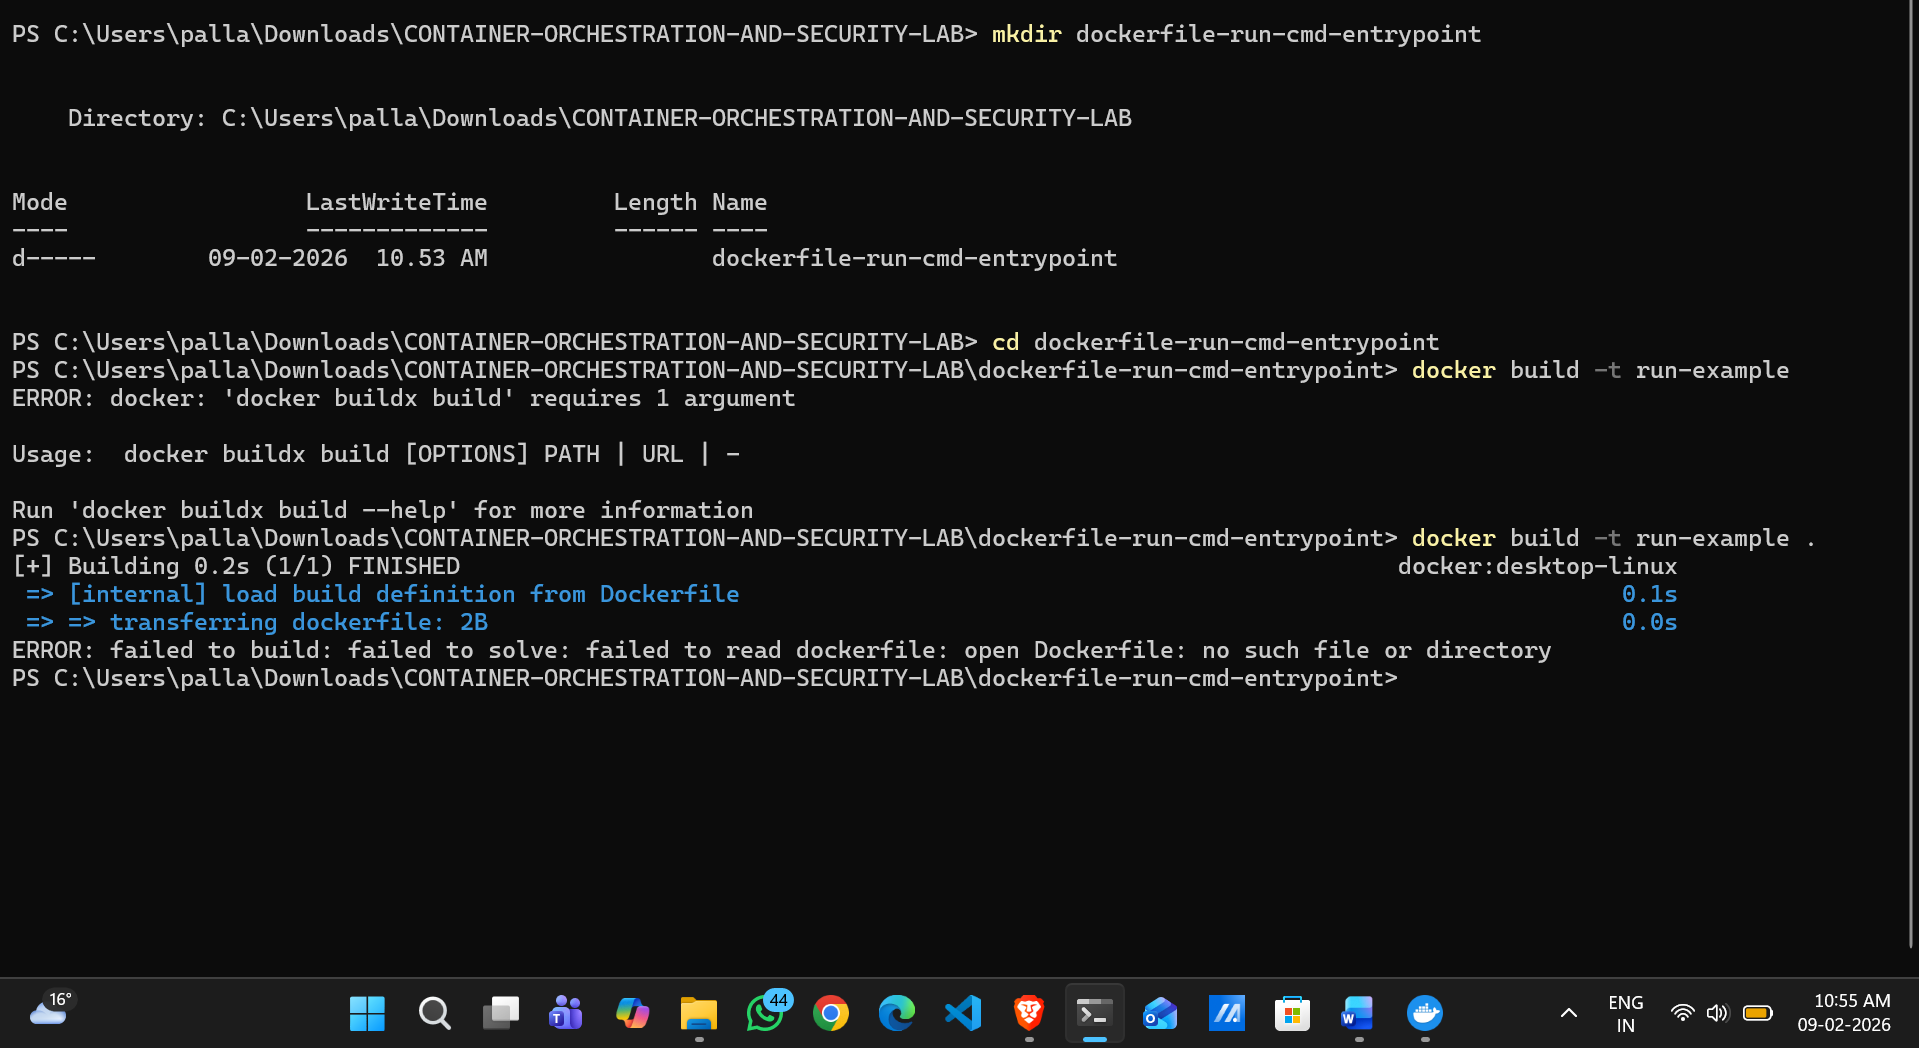 PS C:\Users\palla\Downloads\CONTAINER-ORCHESTRATION-AND-SECURITY-LAB> mkdir dockerfile-run-cmd-entrypoint
Directory: C:\Users\palla\Downloads\CONTAINER-ORCHESTRATION-AND-SECURITY-LAB
Mode LastWriteTime Length Name
---- ------------- ------ ----
d----- 09-02-2026 10.53 AM dockerfile-run-cmd-entrypoint
PS C:\Users\palla\Downloads\CONTAINER-ORCHESTRATION-AND-SECURITY-LAB> cd dockerfile-run-cmd-entrypoint
PS C:\Users\palla\Downloads\CONTAINER-ORCHESTRATION-AND-SECURITY-LAB\dockerfile-run-cmd-entrypoint> docker build -t run-example
ERROR: docker: 'docker buildx build' requires 1 argument
Usage:  docker buildx build [OPTIONS] PATH | URL | -
Run 'docker buildx build --help' for more information
PS C:\Users\palla\Downloads\CONTAINER-ORCHESTRATION-AND-SECURITY-LAB\dockerfile-run-cmd-entrypoint> docker build -t run-example .
[+] Building 0.2s (1/1) FINISHED docker:desktop-linux
=> [internal] load build definition from Dockerfile 0.1s
=> => transferring dockerfile: 2B 0.0s
ERROR: failed to build: failed to solve: failed to read dockerfile: open Dockerfile: no such file or directory
PS C:\Users\palla\Downloads\CONTAINER-ORCHESTRATION-AND-SECURITY-LAB\dockerfile-run-cmd-entrypoint>
16°
44
ENG
IN
10:55 AM
09-02-2026